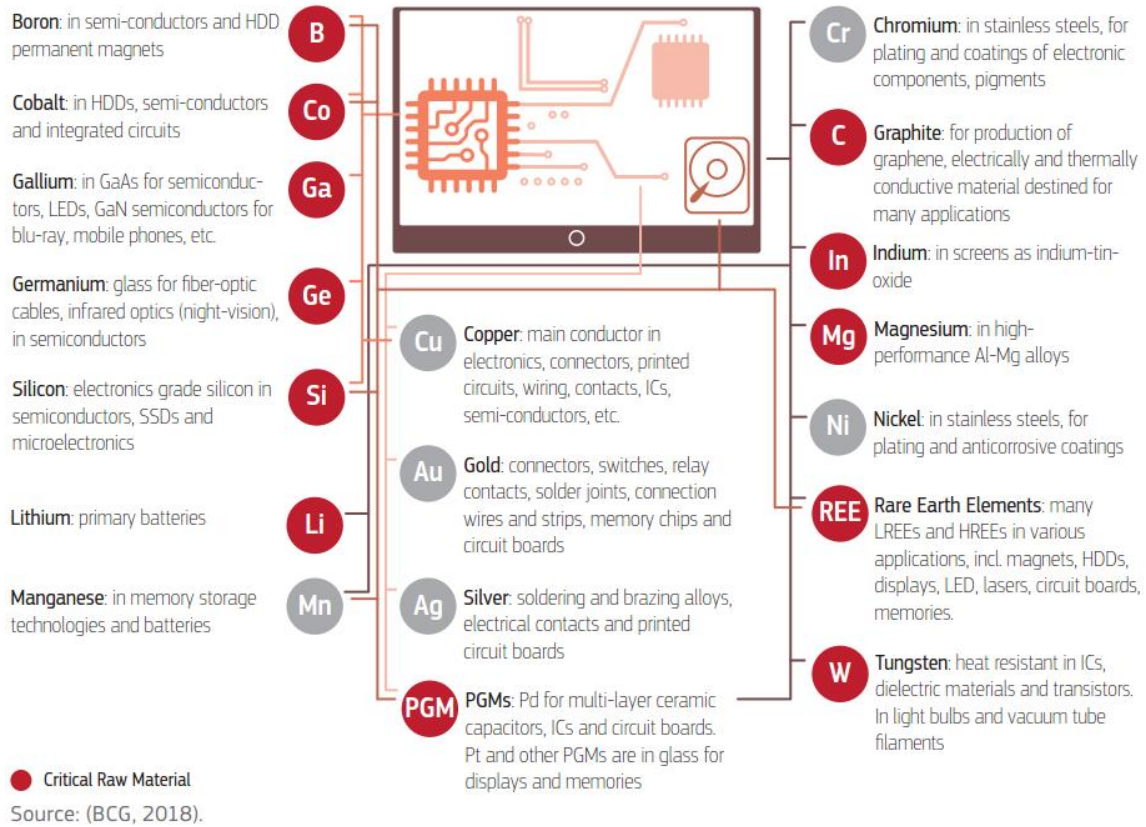 B
Boron: in semi-conductors and HDD
permanent magnets
Co
Cobalt: in HDDs, semi-conductors
and integrated circuits
Ga
Gallium: in GaAs for semiconduc-
tors, LEDs, GaN semiconductors for
blu-ray, mobile phones, etc.
Ge
Germanium: glass for fiber-optic
cables, infrared optics (night-vision),
in semiconductors
Si
Silicon: electronics grade silicon in
semiconductors, SSDs and
microelectronics
Li
Lithium: primary batteries
Mn
Manganese: in memory storage
technologies and batteries
Cu
Copper: main conductor in
electronics, connectors, printed
circuits, wiring, contacts, ICs,
semi-conductors, etc.
Au
Gold: connectors, switches, relay
contacts, solder joints, connection
wires and strips, memory chips and
circuit boards
Ag
Silver: soldering and brazing alloys,
electrical contacts and printed
circuit boards
PGM
PGMs: Pd for multi-layer ceramic
capacitors, ICs and circuit boards.
Pt and other PGMs are in glass for
displays and memories
Cr
Chromium: in stainless steels, for
plating and coatings of electronic
components, pigments
C
Graphite: for production of
graphene, electrically and thermally
conductive material destined for
many applications
In
Indium: in screens as indium-tin-
oxide
Mg
Magnesium: in high-
performance Al-Mg alloys
Ni
Nickel: in stainless steels, for
plating and anticorrosive coatings
REE
Rare Earth Elements: many
LREEs and HREEs in various
applications, incl. magnets, HDDs,
displays, LED, lasers, circuit boards,
memories.
W
Tungsten: heat resistant in ICs,
dielectric materials and transistors.
In light bulbs and vacuum tube
filaments
Critical Raw Material
Source: (BCG, 2018).